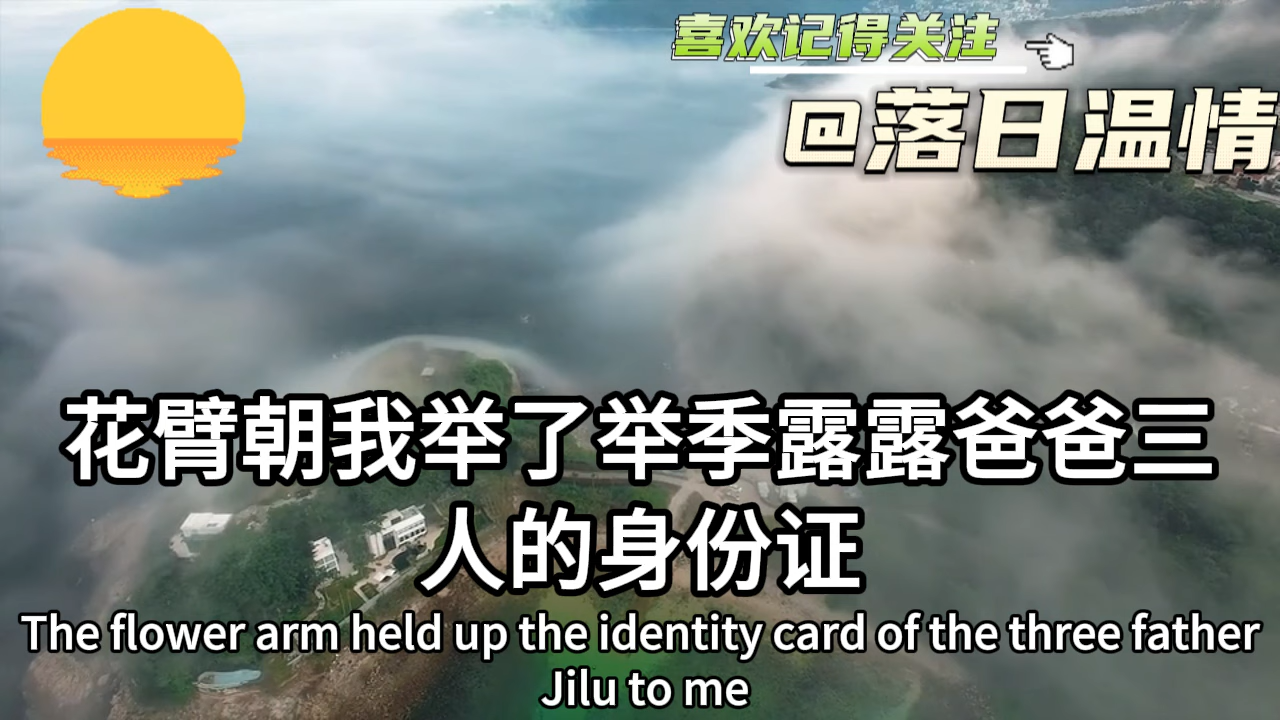 喜欢记得关注
@落日温情
花臂朝我举了举季露露爸爸三
人的身份证
The flower arm held up the identity card of the three father
Jilu to me